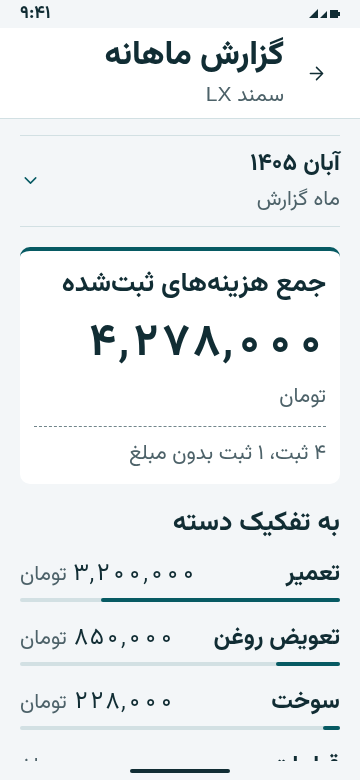 ۹:۴۱
گزارش ماهانه
سمند LX
آبان ۱۴۰۵
ماه گزارش
جمع هزینه‌های ثبت‌شده
۴,۲۷۸,۰۰۰
تومان
۴ ثبت، ۱ ثبت بدون مبلغ
به تفکیک دسته
تعمیر ۳,۲۰۰,۰۰۰ تومان
تعویض روغن ۸۵۰,۰۰۰ تومان
سوخت ۲۲۸,۰۰۰ تومان